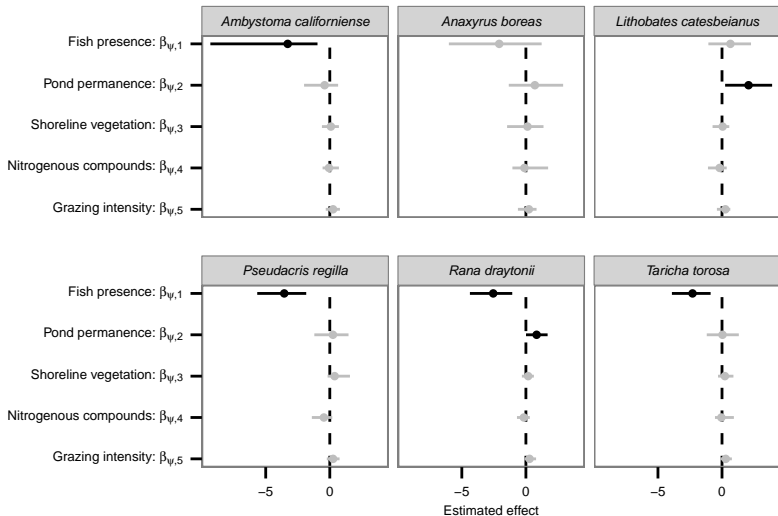 Ambystoma californiense
Anaxyrus boreas
Lithobates catesbeianus
Fish presence: βψ,1
Pond permanence: βψ,2
Shoreline vegetation: βψ,3
Nitrogenous compounds: βψ,4
Grazing intensity: βψ,5
Pseudacris regilla
Rana draytonii
Taricha torosa
Fish presence: βψ,1
Pond permanence: βψ,2
Shoreline vegetation: βψ,3
Nitrogenous compounds: βψ,4
Grazing intensity: βψ,5
−5 0 −5 0 −5 0
Estimated effect